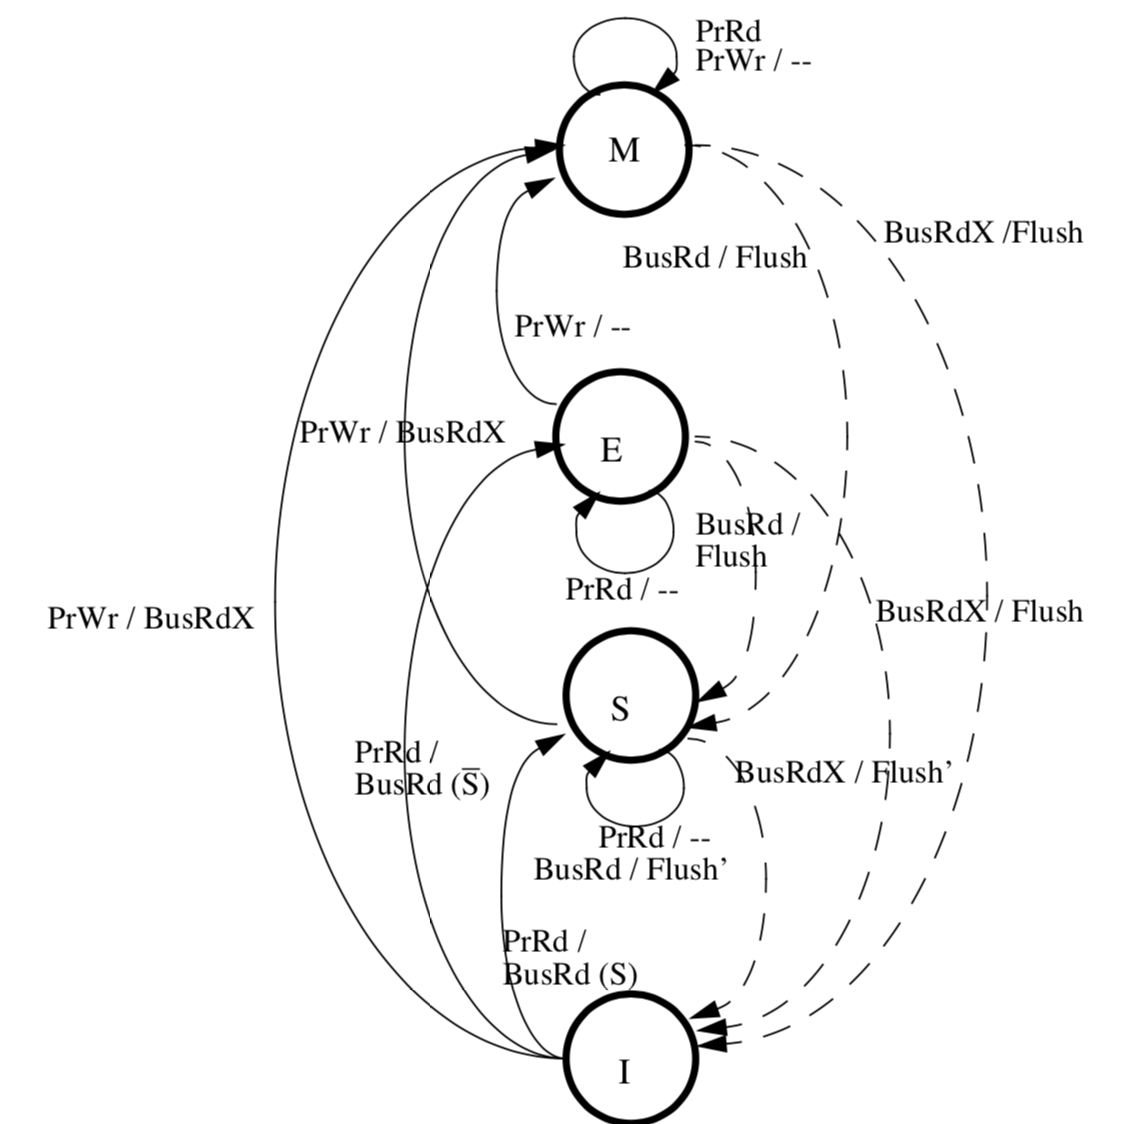 PrRd
PrWr / --
M
BusRdX /Flush
BusRd / Flush
PrWr / --
PrWr / BusRdX
E
BusRd /
Flush
PrRd / --
PrWr / BusRdX
BusRdX / Flush
S
PrRd /
BusRd (S̅)
BusRdX / Flush’
PrRd / --
BusRd / Flush’
PrRd /
BusRd (S)
I